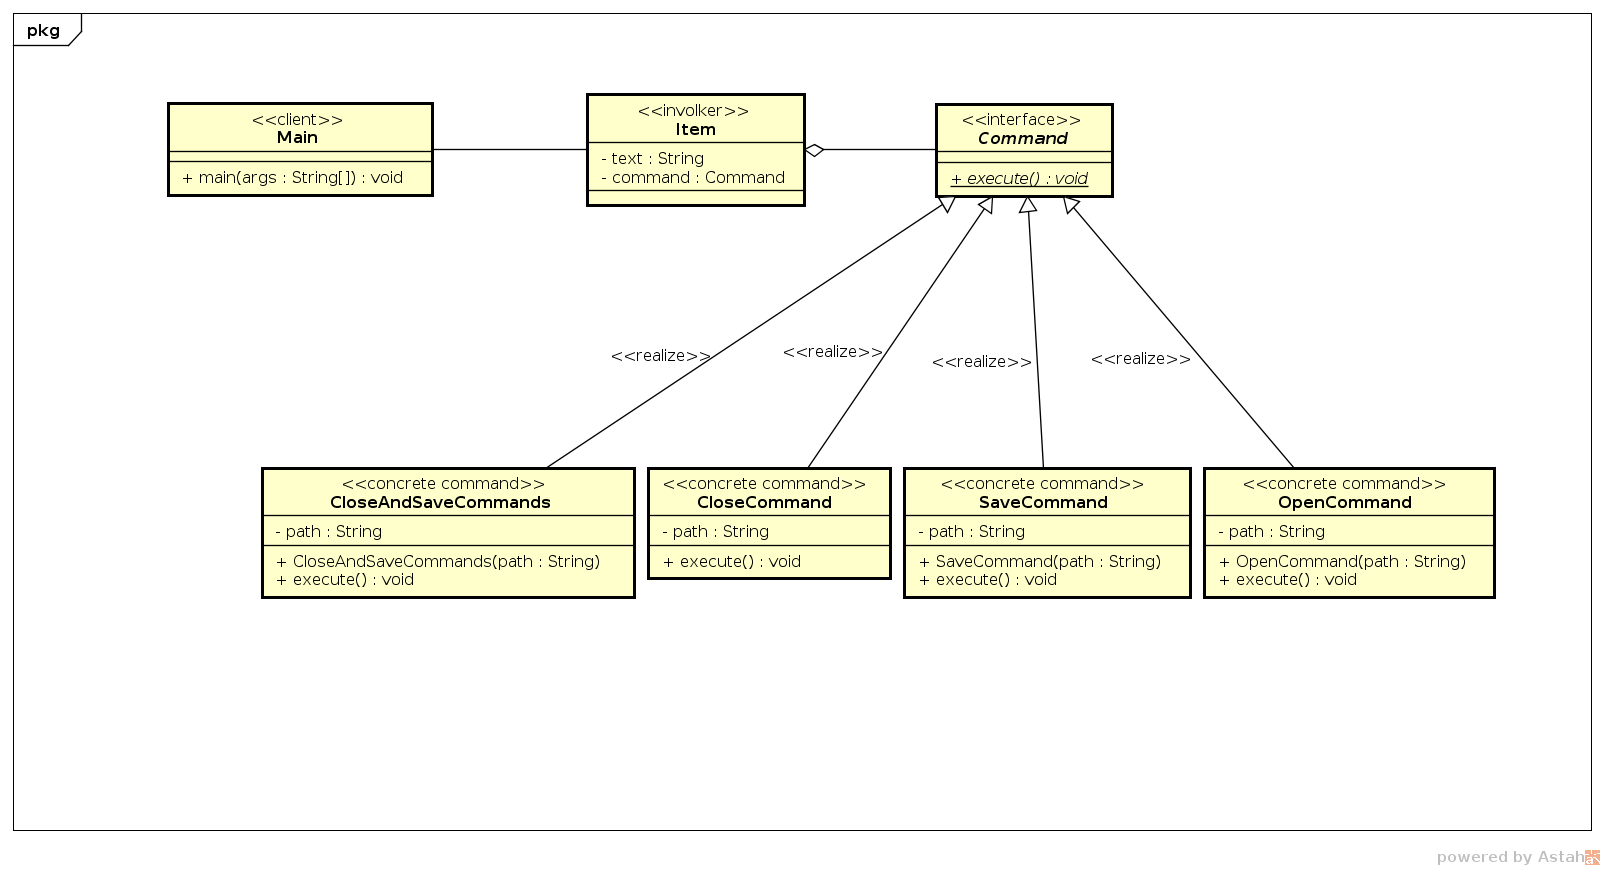 pkg
<<client>>
Main
+ main(args : String[]) : void
<<involker>>
Item
- text : String
- command : Command
<<interface>>
Command
+ execute() : void
<<realize>>
<<realize>>
<<realize>>
<<realize>>
<<concrete command>>
CloseAndSaveCommands
- path : String
+ CloseAndSaveCommands(path : String)
+ execute() : void
<<concrete command>>
CloseCommand
- path : String
+ execute() : void
<<concrete command>>
SaveCommand
- path : String
+ SaveCommand(path : String)
+ execute() : void
<<concrete command>>
OpenCommand
- path : String
+ OpenCommand(path : String)
+ execute() : void
powered by Astah